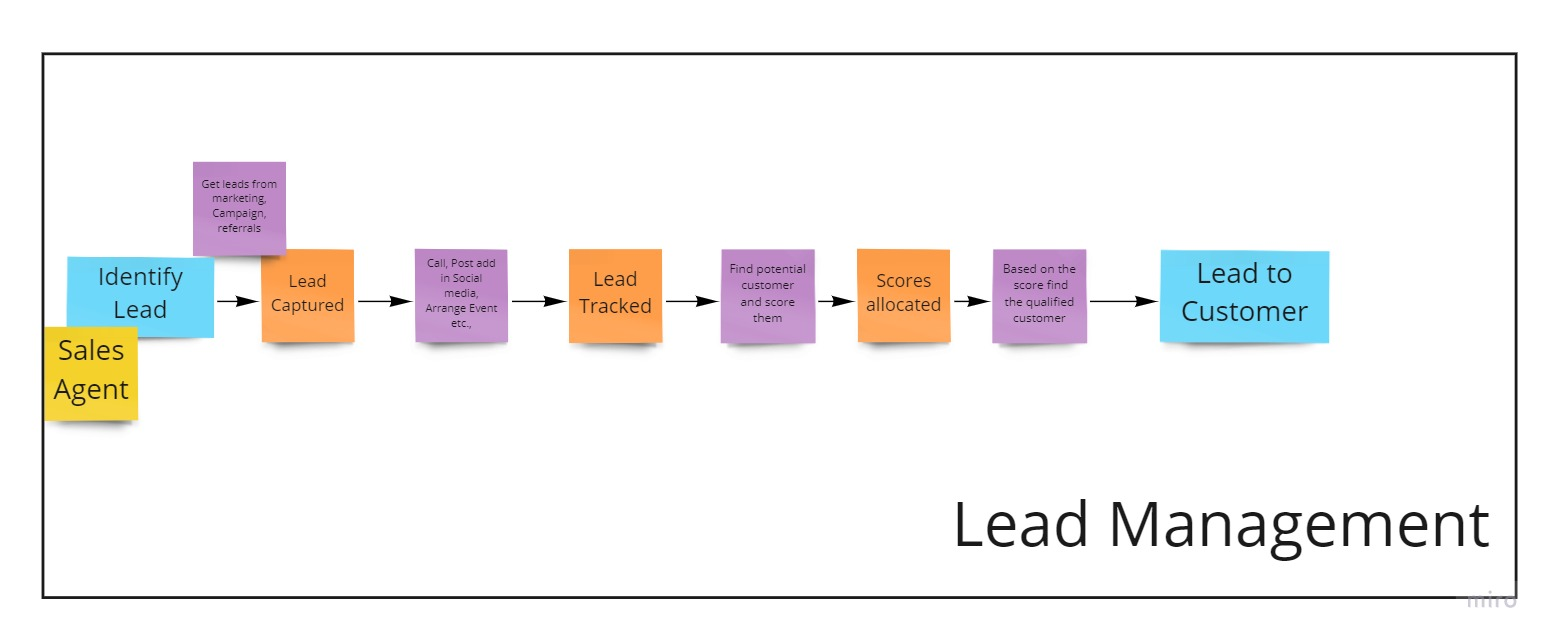 Get leads from
marketing,
Campaign,
referrals
Identify
Lead
Sales
Agent
Lead
Captured
Call, Post add
in Social
media,
Arrange Event
etc.,
Lead
Tracked
Find potential
customer
and score
them
Scores
allocated
Based on the
score find
the qualified
customer
Lead to
Customer
Lead Management
miro